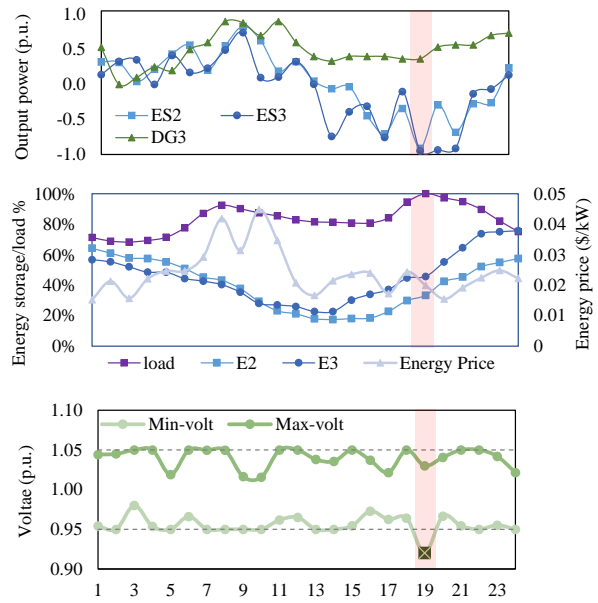 Output power (p.u.)
1.0
0.5
0.0
-0.5
-1.0
ES2
ES3
DG3
Energy storage/load %
100%
80%
60%
40%
20%
0%
0.05
0.04
0.03
0.02
0.01
0
Energy price ($/kW)
load
E2
E3
Energy Price
Voltae (p.u.)
1.10
1.05
1.00
0.95
0.90
Min-volt
Max-volt
1 3 5 7 9 11 13 15 17 19 21 23